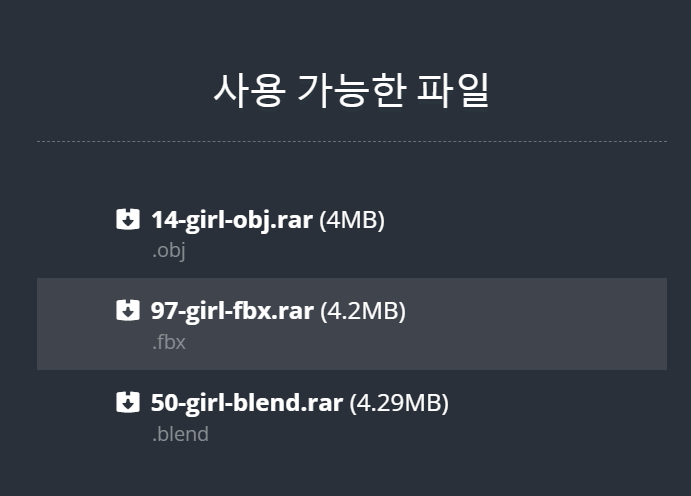 사용 가능한 파일
14-girl-obj.rar (4MB)
.obj
97-girl-fbx.rar (4.2MB)
.fbx
50-girl-blend.rar (4.29MB)
.blend